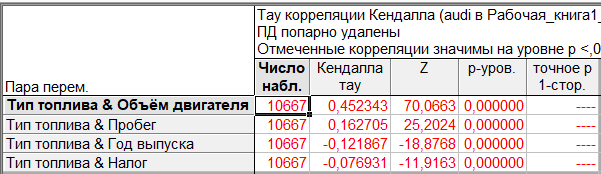 Тау корреляции Кендалла (audi в Рабочая_книга1_
ПД попарно удалены
Отмеченные корреляции значимы на уровне p <,0
Пара перем. Число набл. Кендалла тау Z p-уров. точное p 1-стор.
Тип топлива & Объём двигателя 10667 0,452343 70,0663 0,000000 ----
Тип топлива & Пробег 10667 0,162705 25,2024 0,000000 ----
Тип топлива & Год выпуска 10667 -0,121867 -18,8768 0,000000 ----
Тип топлива & Налог 10667 -0,076931 -11,9163 0,000000 ----